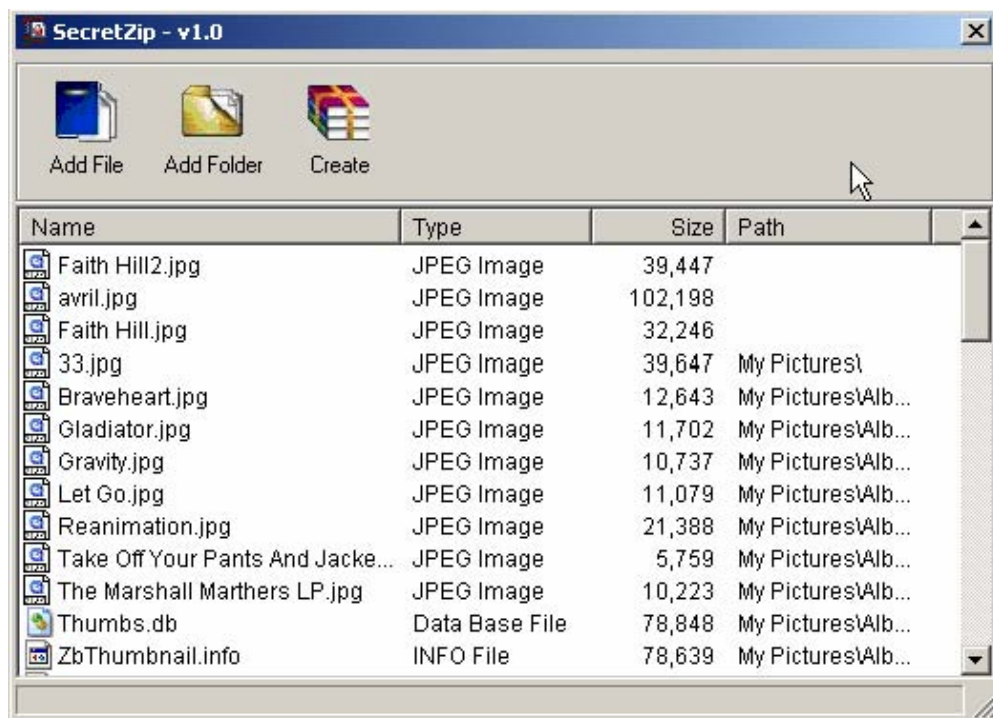 SecretZip - v1.0
Add File Add Folder Create
Name Type Size Path
Faith Hill2.jpg JPEG Image 39,447
avril.jpg JPEG Image 102,198
Faith Hill.jpg JPEG Image 32,246
33.jpg JPEG Image 39,647 My Pictures\
Braveheart.jpg JPEG Image 12,643 My Pictures\Alb...
Gladiator.jpg JPEG Image 11,702 My Pictures\Alb...
Gravity.jpg JPEG Image 10,737 My Pictures\Alb...
Let Go.jpg JPEG Image 11,079 My Pictures\Alb...
Reanimation.jpg JPEG Image 21,388 My Pictures\Alb...
Take Off Your Pants And Jacke... JPEG Image 5,759 My Pictures\Alb...
The Marshall Marthers LP.jpg JPEG Image 10,223 My Pictures\Alb...
Thumbs.db Data Base File 78,848 My Pictures\Alb...
ZbThumbnail.info INFO File 78,639 My Pictures\Alb...